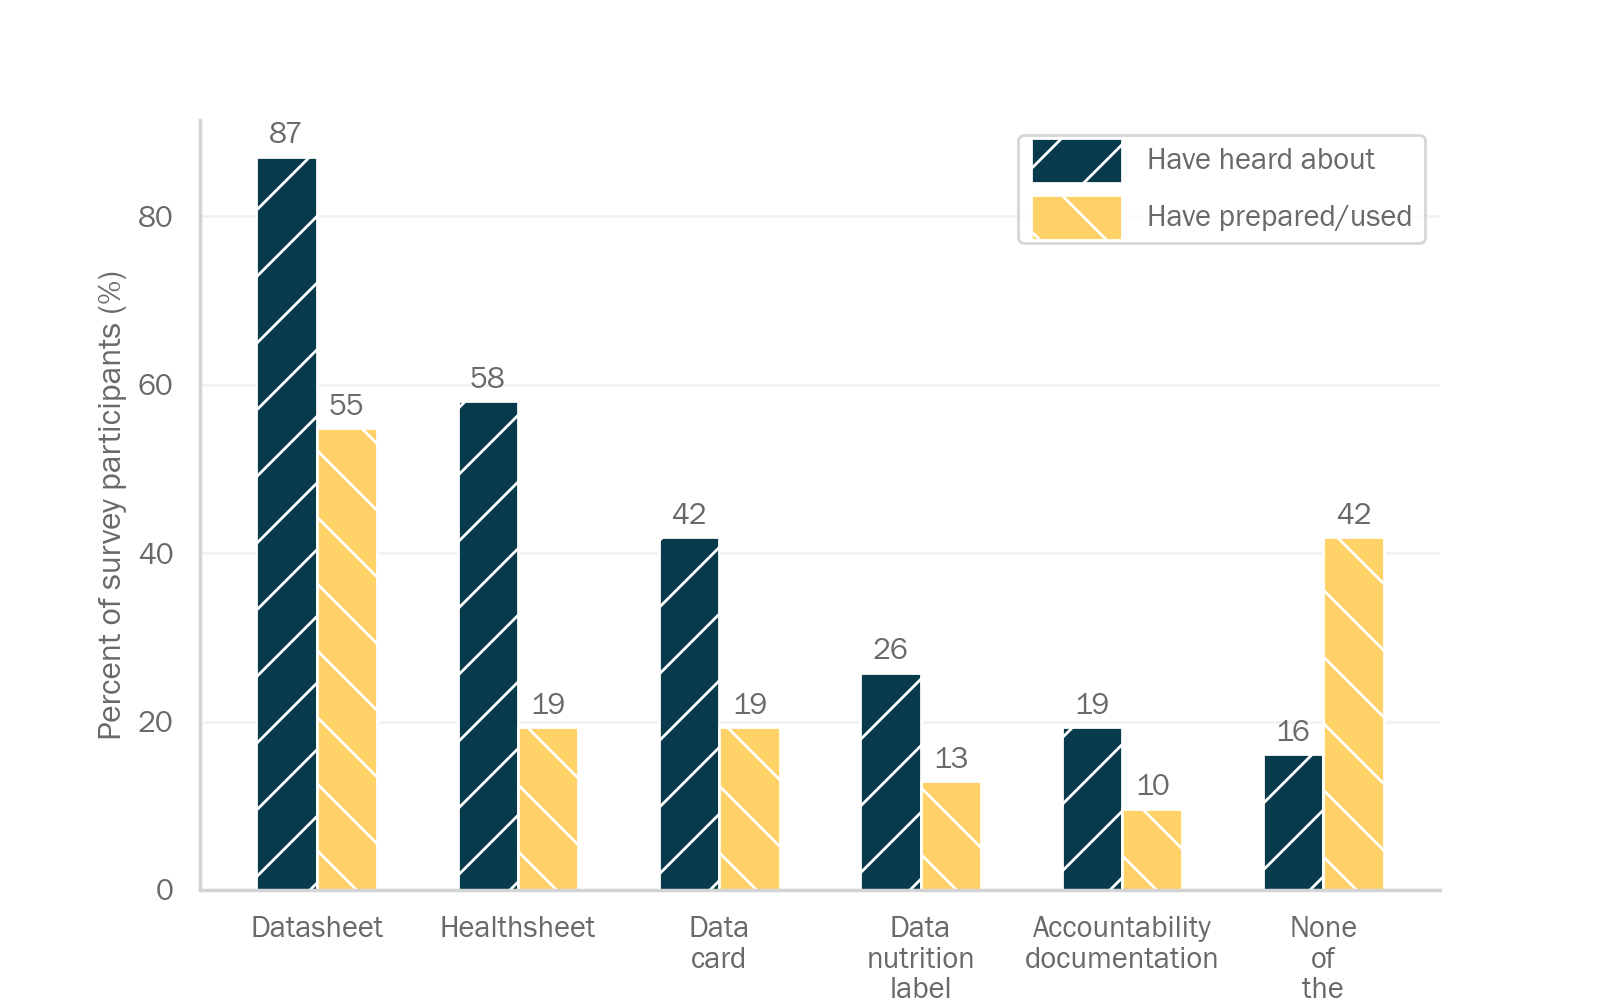 87
Have heard about
Have prepared/used
80
60
40
20
0
Percent of survey participants (%)
55
58
19
42
19
26
13
19
10
16
42
Datasheet
Healthsheet
Data
card
Data
nutrition
label
Accountability
documentation
None
of
the